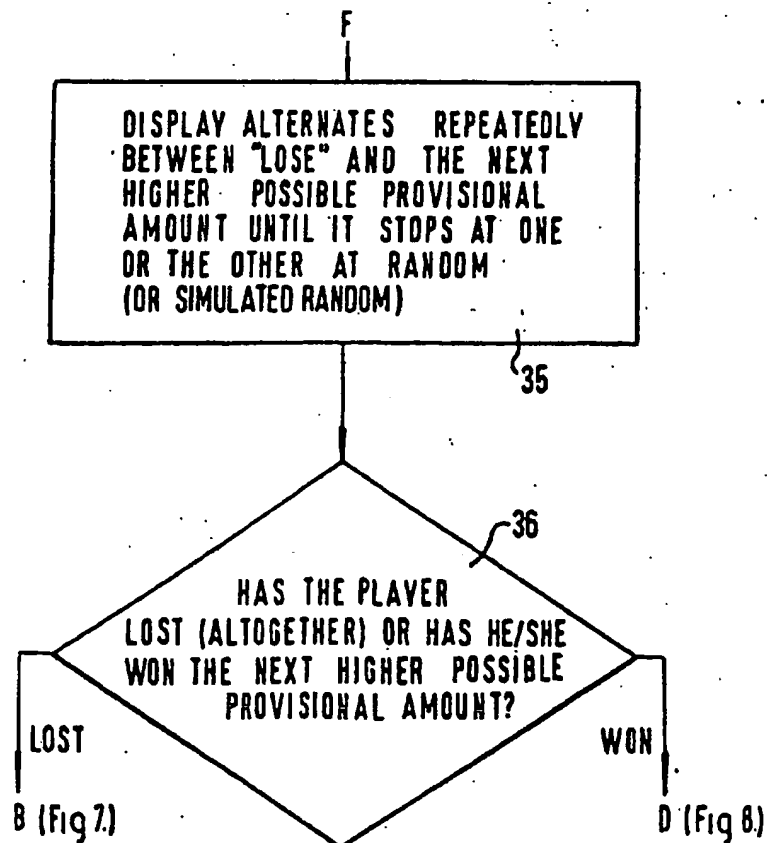 F
DISPLAY ALTERNATES REPEATEDLY
BETWEEN "LOSE" AND THE NEXT
HIGHER POSSIBLE PROVISIONAL
AMOUNT UNTIL IT STOPS AT ONE
OR THE OTHER AT RANDOM
(OR SIMULATED RANDOM)
35
36
HAS THE PLAYER
LOST (ALTOGETHER) OR HAS HE/SHE
WON THE NEXT HIGHER POSSIBLE
PROVISIONAL AMOUNT?
LOST
WON
B (Fig 7.)
D (Fig 8.)